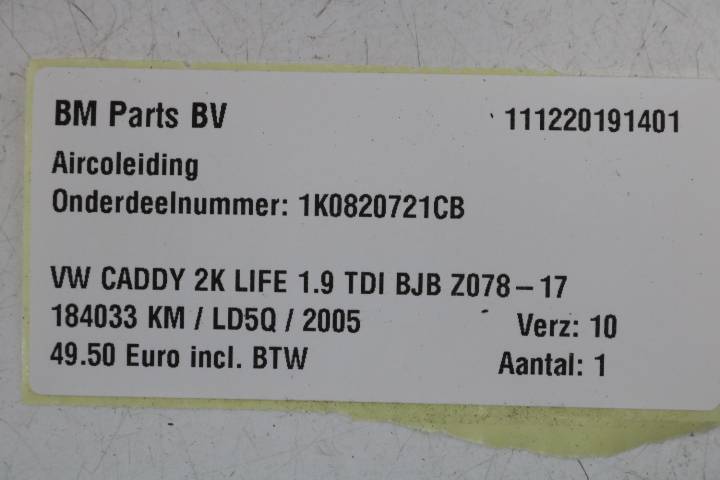 BM Parts BV 111220191401
Aircoleiding
Onderdeelnummer: 1K0820721CB
VW CADDY 2K LIFE 1.9 TDI BJB Z078-17
184033 KM / LD5Q / 2005 Verz: 10
49.50 Euro incl. BTW Aantal: 1